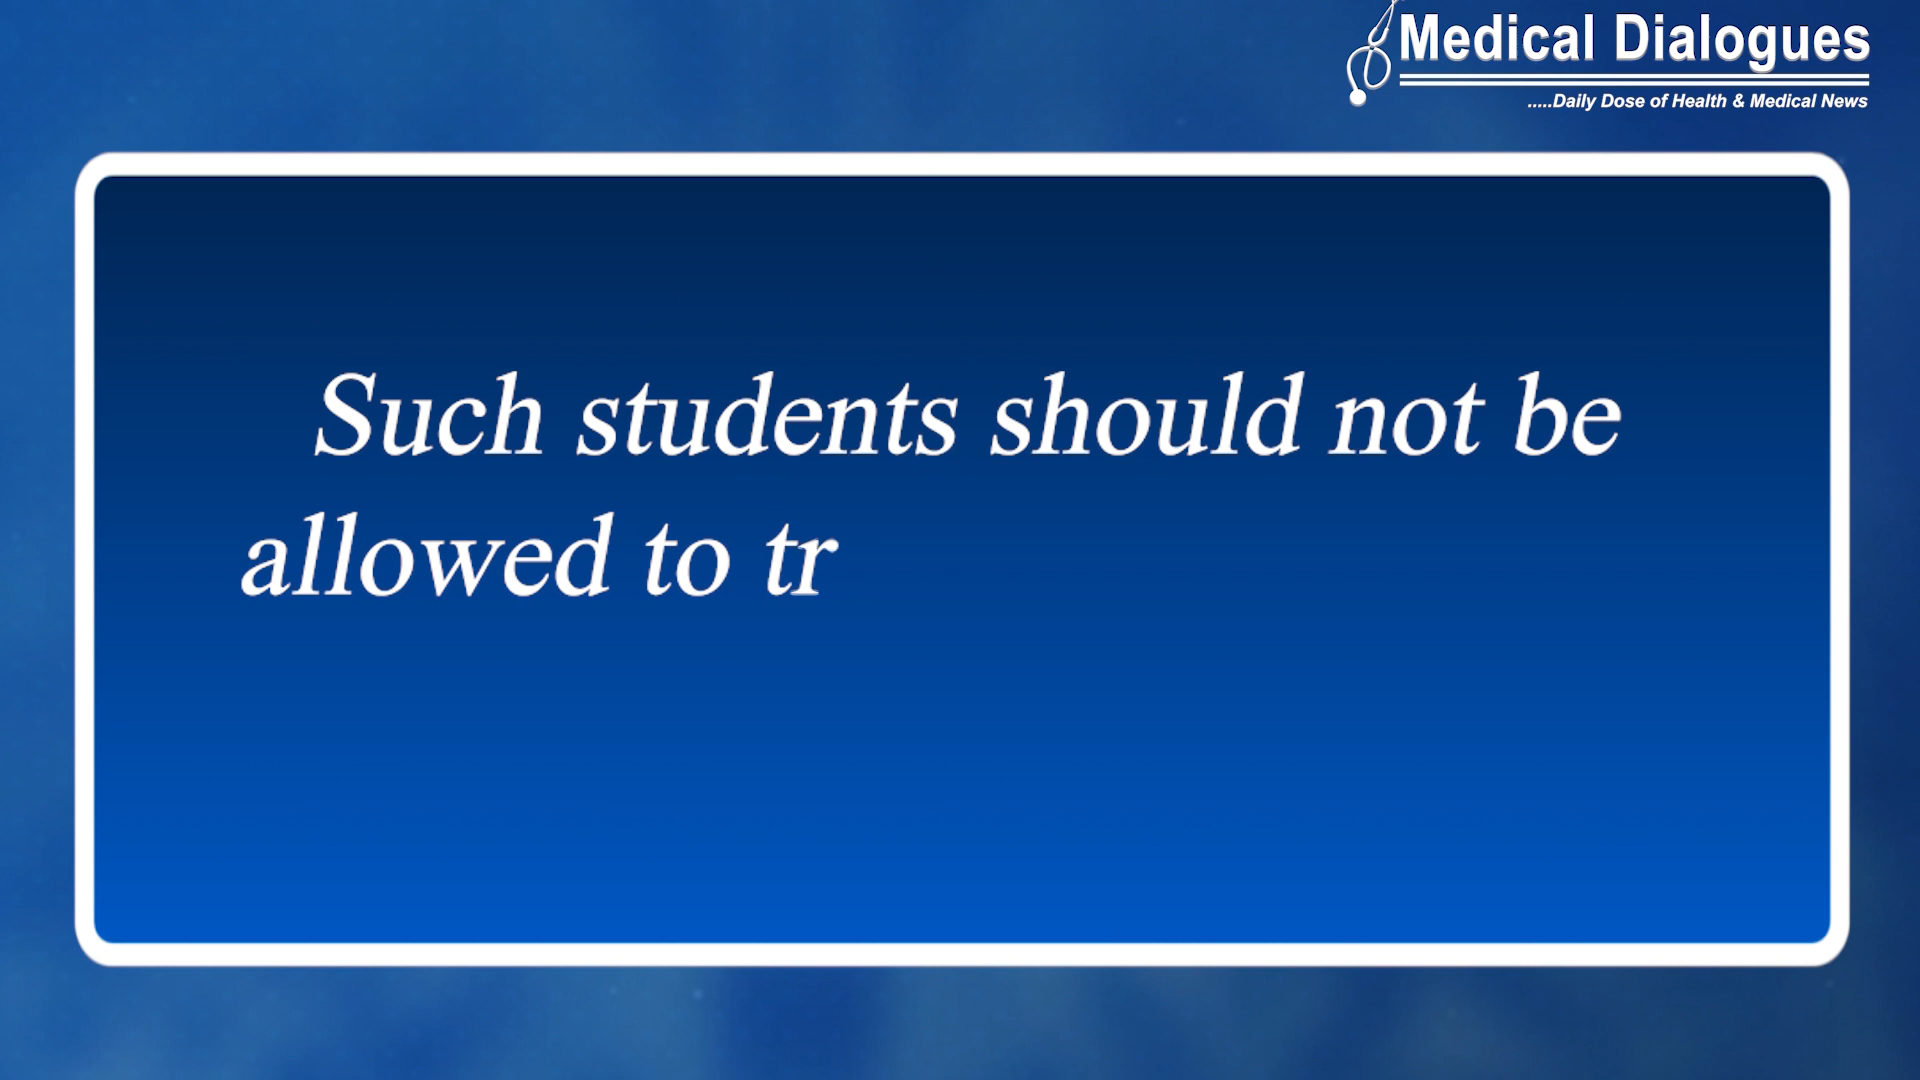 Medical Dialogues
.....Daily Dose of Health & Medical News
Such students should not be
allowed to tr